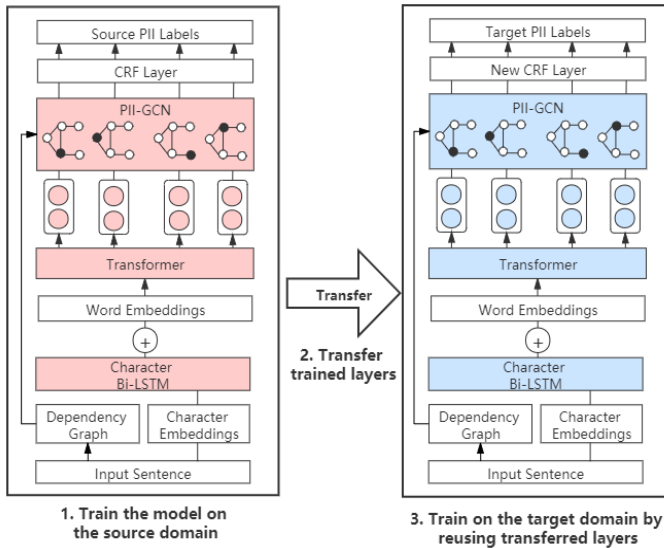 Source PII Labels
CRF Layer
PII-GCN
Transformer
Word Embeddings
+
Character
Bi-LSTM
Dependency
Graph
Character
Embeddings
Input Sentence
1. Train the model on
the source domain
Transfer
2. Transfer
trained layers
Target PII Labels
New CRF Layer
PII-GCN
Transformer
Word Embeddings
+
Character
Bi-LSTM
Dependency
Graph
Character
Embeddings
Input Sentence
3. Train on the target domain by
reusing transferred layers